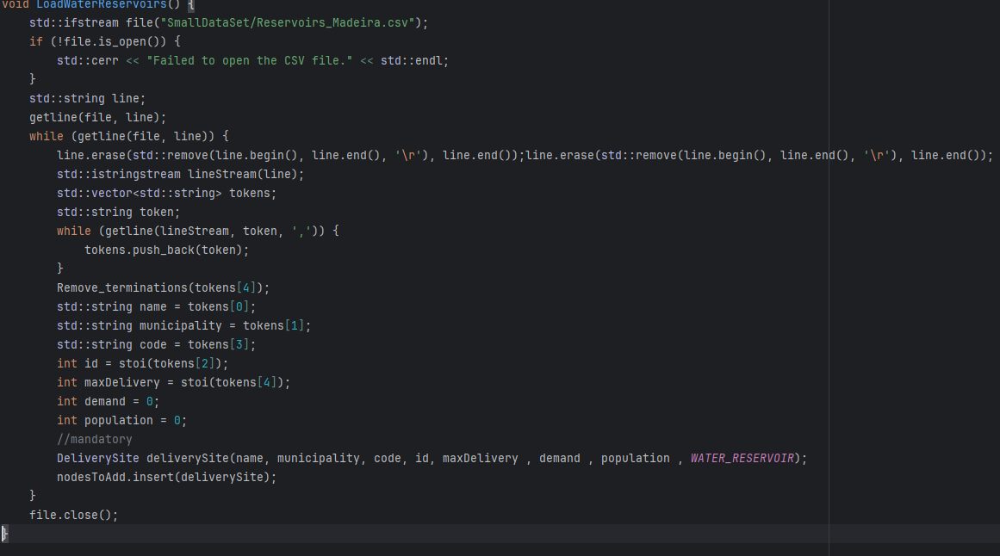 void LoadWaterReservoirs() {
    std::ifstream file("SmallDataSet/Reservoirs_Madeira.csv");
    if (!file.is_open()) {
        std::cerr << "Failed to open the CSV file." << std::endl;
    }
    std::string line;
    getline(file, line);
    while (getline(file, line)) {
        line.erase(std::remove(line.begin(), line.end(), '\r'), line.end());line.erase(std::remove(line.begin(), line.end(), '\r'), line.end());
        std::istringstream lineStream(line);
        std::vector<std::string> tokens;
        std::string token;
        while (getline(lineStream, token, ',')) {
            tokens.push_back(token);
        }
        Remove_terminations(tokens[4]);
        std::string name = tokens[0];
        std::string municipality = tokens[1];
        std::string code = tokens[3];
        int id = stoi(tokens[2]);
        int maxDelivery = stoi(tokens[4]);
        int demand = 0;
        int population = 0;
        //mandatory
        DeliverySite deliverySite(name, municipality, code, id, maxDelivery , demand , population , WATER_RESERVOIR);
        nodesToAdd.insert(deliverySite);
    }
    file.close();
}